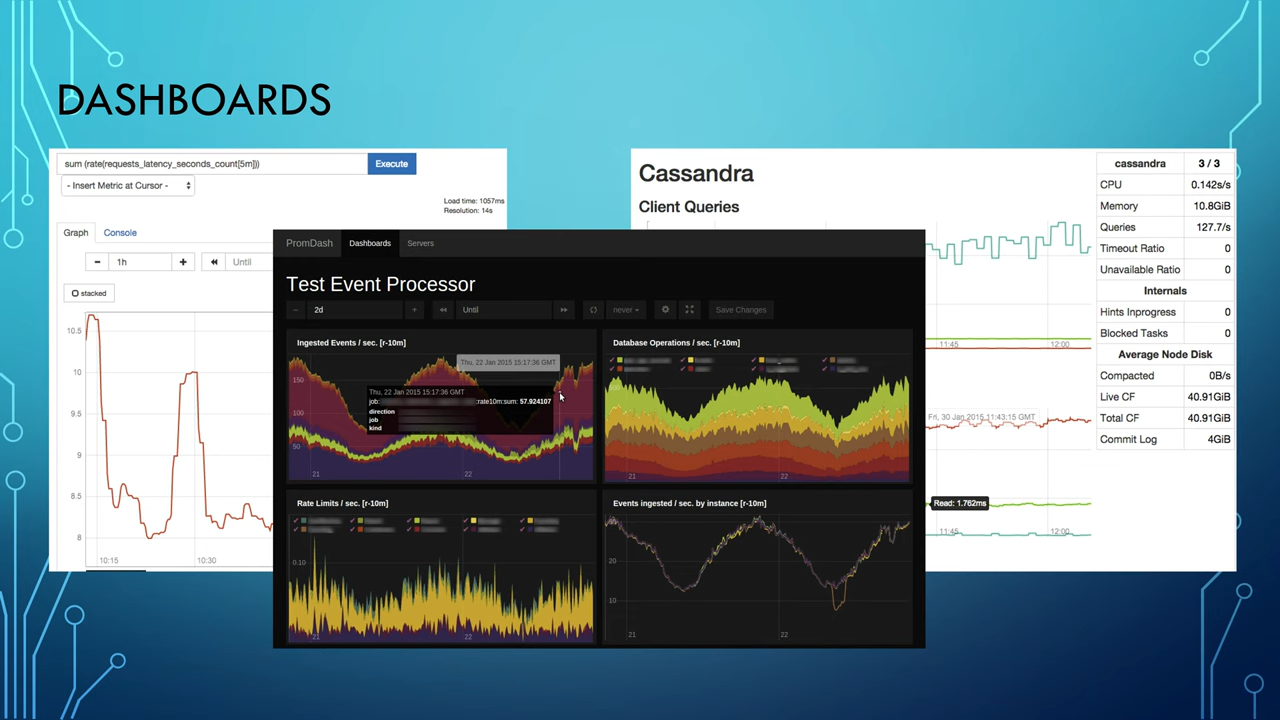 DASHBOARDS
sum (rate(requests_latency_seconds_count[5m]))
Execute
- Insert Metric at Cursor -
Load time: 1057ms
Resolution: 14s
Graph
Console
1h
Until
stacked
10.5
10
9.5
9
8.5
8
10:15
10:30
PromDash
Dashboards
Servers
Test Event Processor
2d
Until
never
Save Changes
Ingested Events / sec. [r-10m]
Thu, 22 Jan 2015 15:17:36 GMT
Thu, 22 Jan 2015 15:17:36 GMT
job:
:rate10m:sum: 57.924107
direction
job
kind
150
100
50
21
22
Database Operations / sec. [r-10m]
21
22
Rate Limits / sec. [r-10m]
0.10
21
22
Events ingested / sec. by instance [r-10m]
20
10
21
22
Cassandra
Client Queries
11:45
12:00
Fri, 30 Jan 2015 11:43:15 GMT
Read: 1.762ms
11:45
12:00
cassandra 3 / 3
CPU 0.142s/s
Memory 10.8GiB
Queries 127.7/s
Timeout Ratio 0
Unavailable Ratio 0
Internals
Hints Inprogress 0
Blocked Tasks 0
Average Node Disk
Compacted 0B/s
Live CF 40.91GiB
Total CF 40.91GiB
Commit Log 4GiB